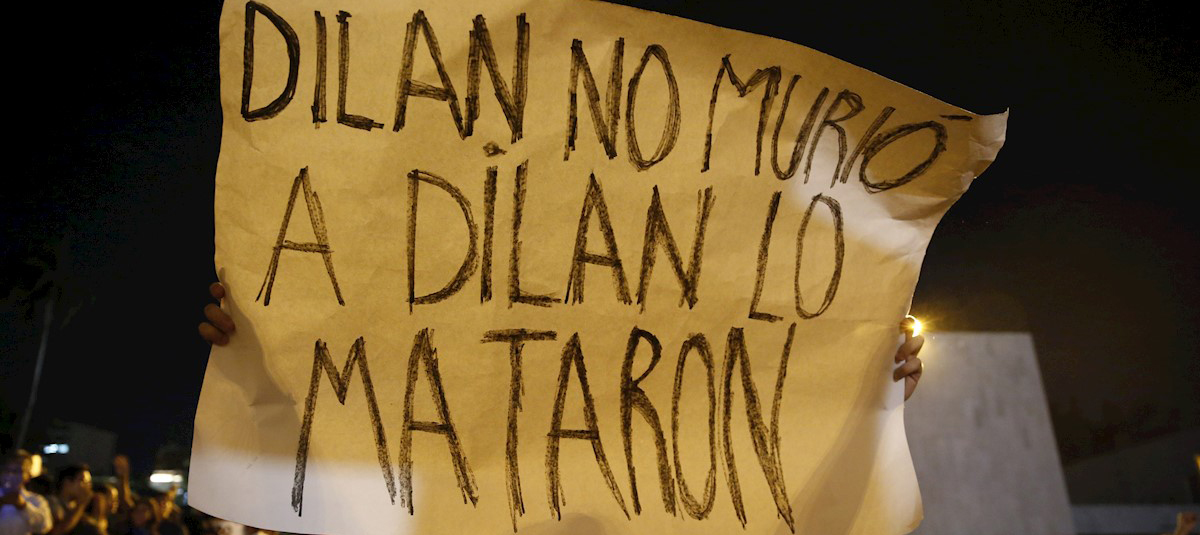 DILAN NO MURIÓ
A DILAN LO
MATARON